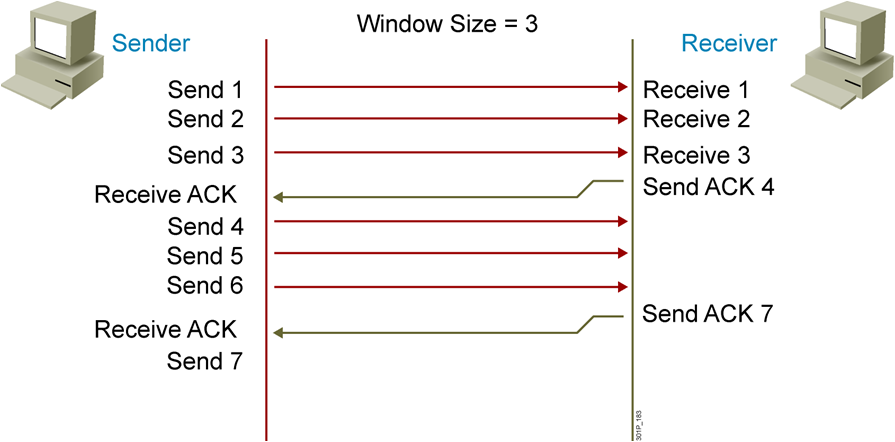 Window Size = 3
Sender
Receiver
Send 1
Receive 1
Send 2
Receive 2
Send 3
Receive 3
Receive ACK
Send ACK 4
Send 4
Send 5
Send 6
Receive ACK
Send ACK 7
Send 7
301P_183